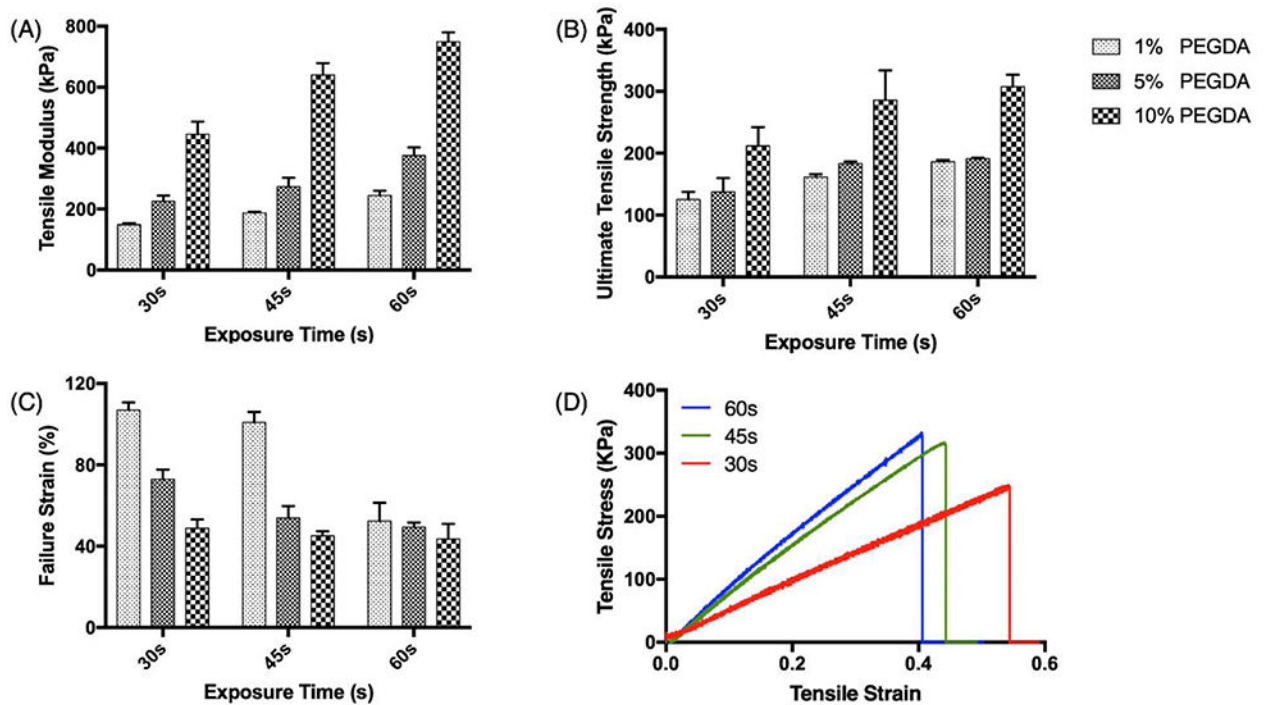 (A)
Tensile Modulus (kPa)
800
600
400
200
0
30s
45s
60s
Exposure Time (s)
(B)
Ultimate Tensile Strength (kPa)
400
300
200
100
0
30s
45s
60s
Exposure Time (s)
1% PEGDA
5% PEGDA
10% PEGDA
(C)
Failure Strain (%)
120
80
40
0
30s
45s
60s
Exposure Time (s)
(D)
Tensile Stress (KPa)
400
300
200
100
0
60s
45s
30s
0.0
0.2
0.4
0.6
Tensile Strain